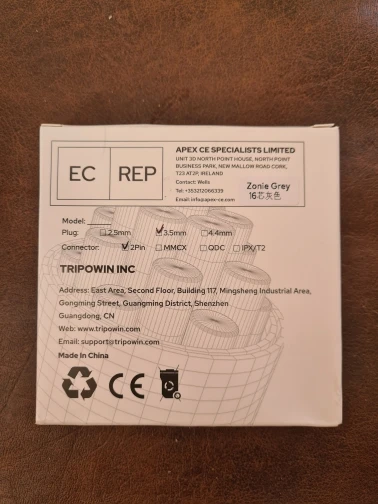 EC REP
APEX CE SPECIALISTS LIMITED
UNIT 3D NORTH POINT HOUSE, NORTH POINT
BUSINESS PARK, NEW MALLOW ROAD CORK,
T23 AT2P, IRELAND
Contact: Wells
Tel: +353212066339
Email: info@apex-ce.com
Zonie Grey
16芯灰色
Model:
Plug: ☐2.5mm ☑3.5mm ☐4.4mm
Connector: ☑2Pin ☐MMCX ☐QDC ☐IPX/T2
TRIPOWIN INC
Address: East Area, Second Floor, Building 117, Mingsheng Industrial Area,
Gongming Street, Guangming District, Shenzhen
Guangdong, CN
Web: www.tripowin.com
Email: support@tripowin.com
Made In China
CE